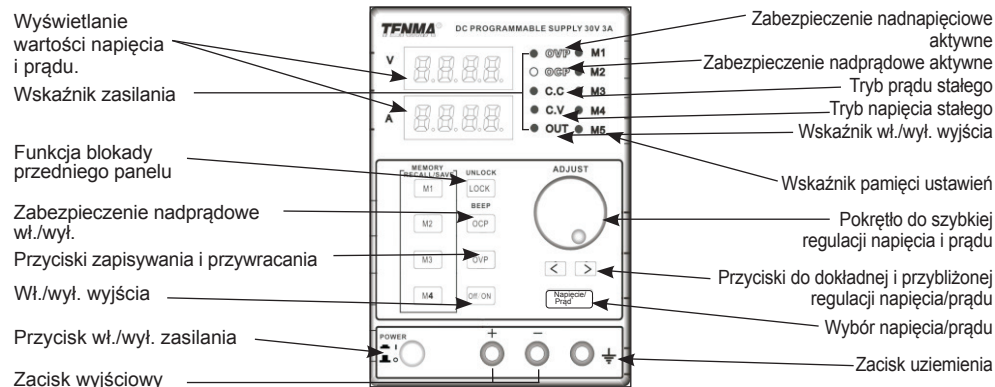 Wyświetlanie
wartości napięcia
i prądu.
Wskaźnik zasilania
Funkcja blokady
przedniego panelu
Zabezpieczenie nadprądowe
wł./wył.
Przyciski zapisywania i przywracania
Wł./wył. wyjścia
Przycisk wł./wył. zasilania
Zacisk wyjściowy
TENMA
DC PROGRAMMABLE SUPPLY 30V 3A
V
A
OVP M1
OCP M2
C.C M3
C.V M4
OUT M5
MEMORY
RECALL/SAVE
UNLOCK
ADJUST
M1 LOCK
BEEP
M2 OCP
M3 OVP
M4 Off/ON
< >
Napięcie/
Prąd
POWER
I
O
+ −
Zabezpieczenie nadnapięciowe
aktywne
Zabezpieczenie nadprądowe aktywne
Tryb prądu stałego
Tryb napięcia stałego
Wskaźnik wł./wył. wyjścia
Wskaźnik pamięci ustawień
Pokrętło do szybkiej
regulacji napięcia i prądu
Przyciski do dokładnej i przybliżonej
regulacji napięcia/prądu
Wybór napięcia/prądu
Zacisk uziemienia